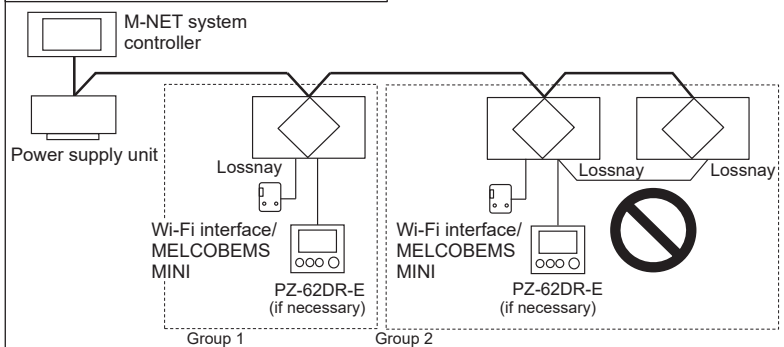 M-NET system
controller
Power supply unit
Lossnay
Wi-Fi interface/
MELCOBEMS
MINI
PZ-62DR-E
(if necessary)
Group 1
Lossnay
Lossnay
Wi-Fi interface/
MELCOBEMS
MINI
PZ-62DR-E
(if necessary)
Group 2